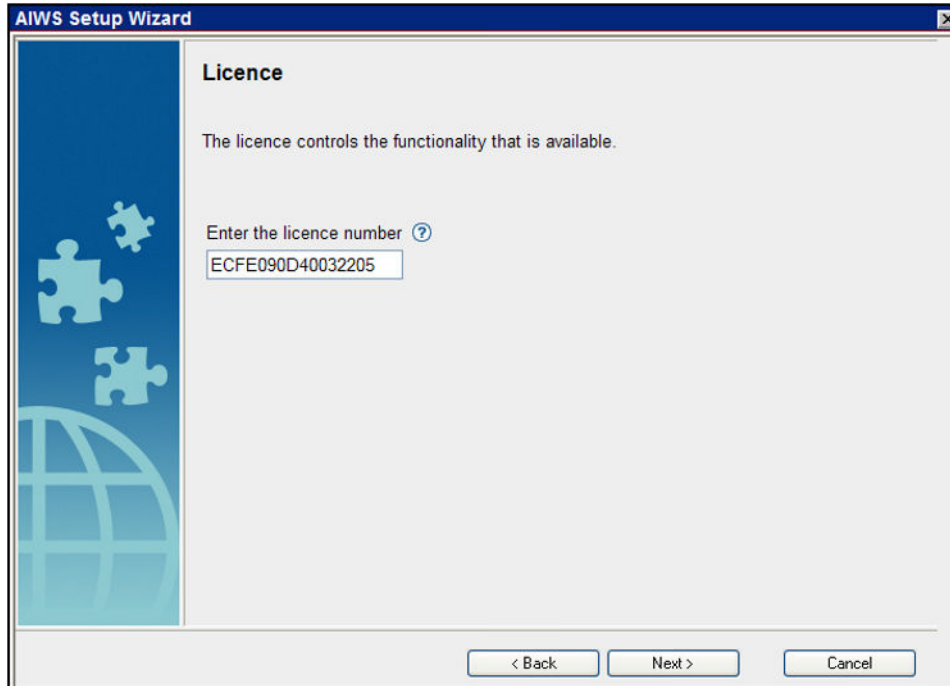 AIWS Setup Wizard
Licence
The licence controls the functionality that is available.
Enter the licence number ?
ECFE090D40032205
< Back Next > Cancel